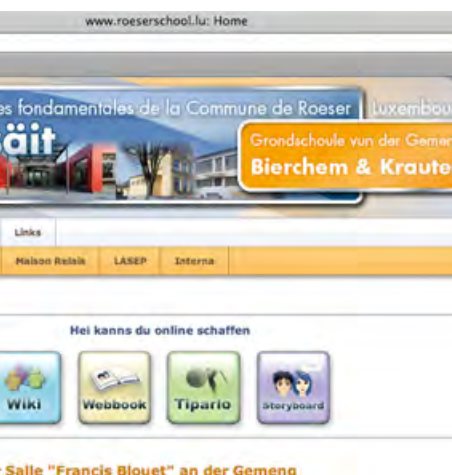 www.roeserschool.lu: Home
es fondamentales de la Commune de Roeser Luxembou
äit
Grondschoule vun der Gemen
Bierchem & Kraute
Links
Maison Relais LASEP Interna
Hei kanns du online schaffen
Wiki Webbook Tipario Storyboard
Salle "Francis Blouet" an der Gemeng